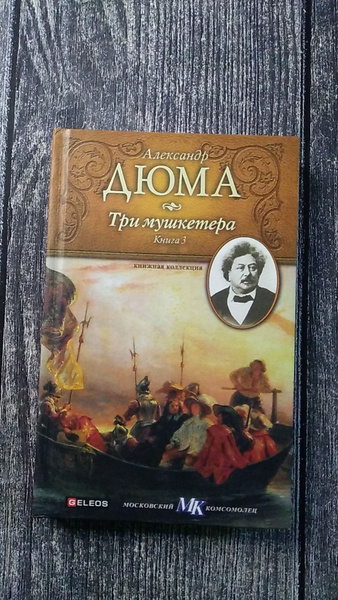 Александр
ДЮМА
Три мушкетера
Книга 3
КНИЖНАЯ КОЛЛЕКЦИЯ
GELEOS
МОСКОВСКИЙ МК КОМСОМОЛЕЦ